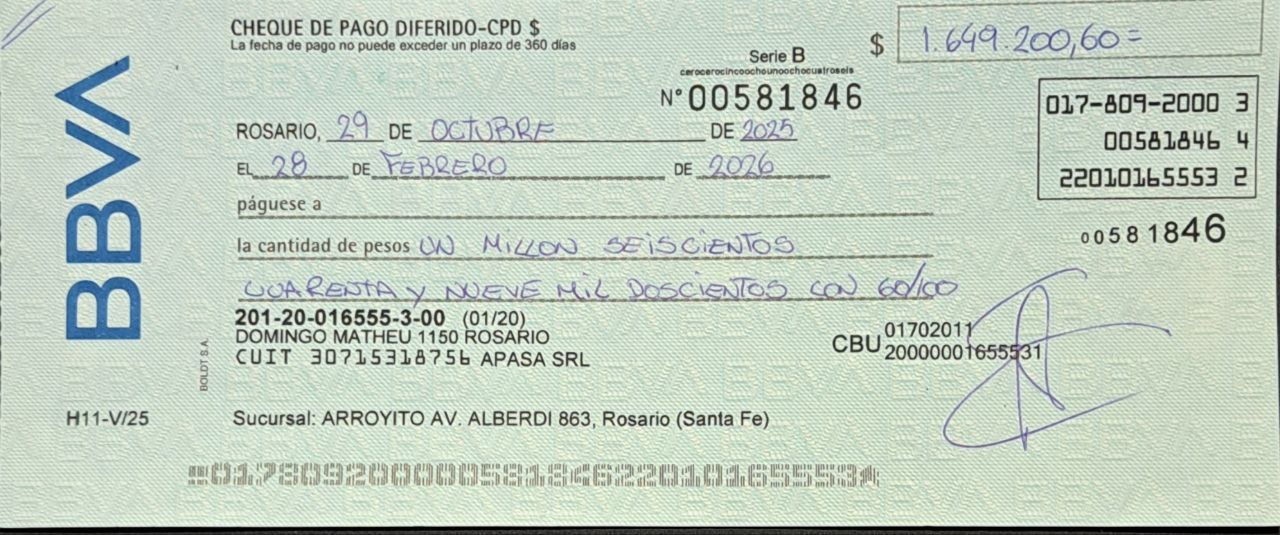 BBVA
CHEQUE DE PAGO DIFERIDO-CPD $
La fecha de pago no puede exceder un plazo de 360 días
$ 1.649.200,60=
Serie B
cerocerocincoochounoochocuatroseis
N° 00581846
017-809-2000 3
00581846 4
22010165553 2
ROSARIO, 29 DE OCTUBRE DE 2025
EL 28 DE FEBRERO DE 2026
páguese a
00581846
la cantidad de pesos UN MILLON SEISCIENTOS
CUARENTA Y NUEVE MIL DOSCIENTOS CON 60/100
201-20-016555-3-00 (01/20)
DOMINGO MATHEU 1150 ROSARIO
CUIT 30715318756 APASA SRL
CBU 01702011
20000001655531
BOLDT S.A.
H11-V/25
Sucursal: ARROYITO AV. ALBERDI 863, Rosario (Santa Fe)
01780920000058184622010165553